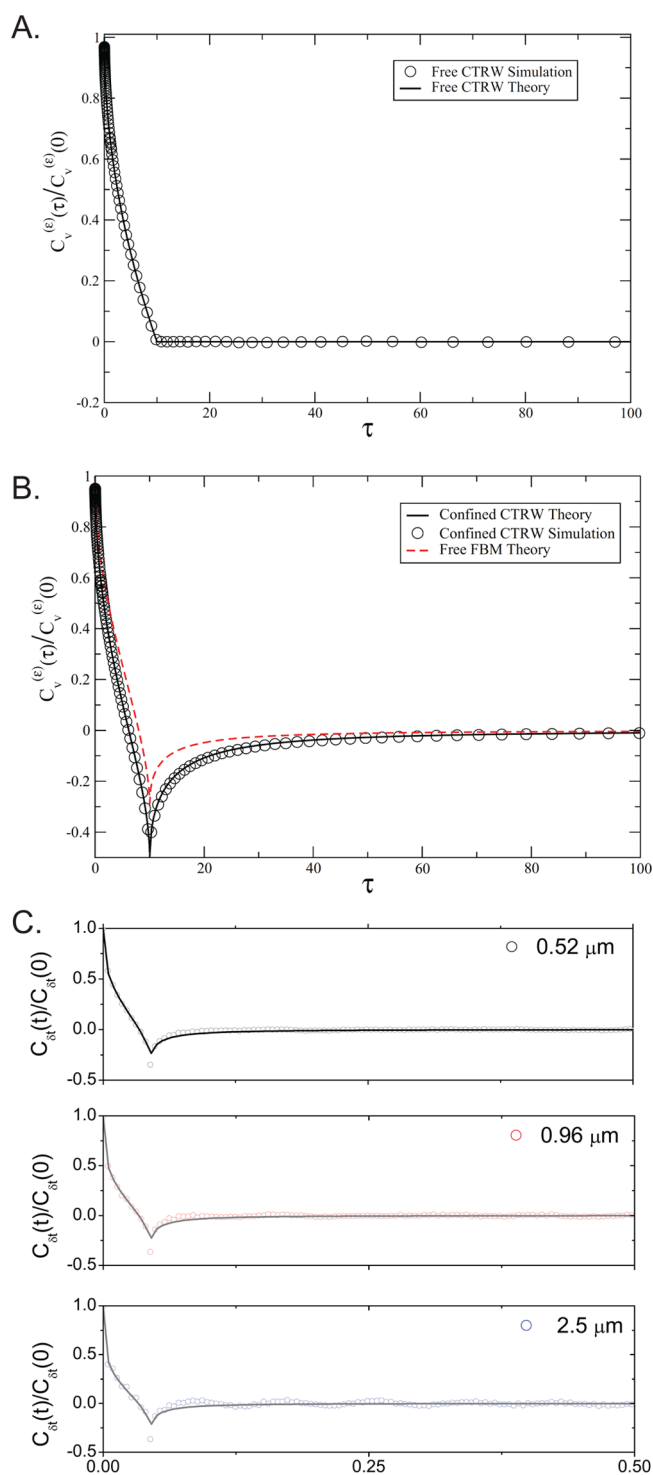 A.
1
0.8
0.6
0.4
0.2
0
-0.2
C_v^(ε)(τ)/C_v^(ε)(0)
Free CTRW Simulation
Free CTRW Theory
0 20 40 60 80 100
τ
B.
1
0.8
0.6
0.4
0.2
0
-0.2
-0.4
C_v^(ε)(τ)/C_v^(ε)(0)
Confined CTRW Theory
Confined CTRW Simulation
Free FBM Theory
0 20 40 60 80 100
τ
C.
1.0
0.5
0.0
-0.5
C_δt(t)/C_δt(0)
0.52 μm
1.0
0.5
0.0
-0.5
C_δt(t)/C_δt(0)
0.96 μm
1.0
0.5
0.0
-0.5
C_δt(t)/C_δt(0)
2.5 μm
0.00 0.25 0.50